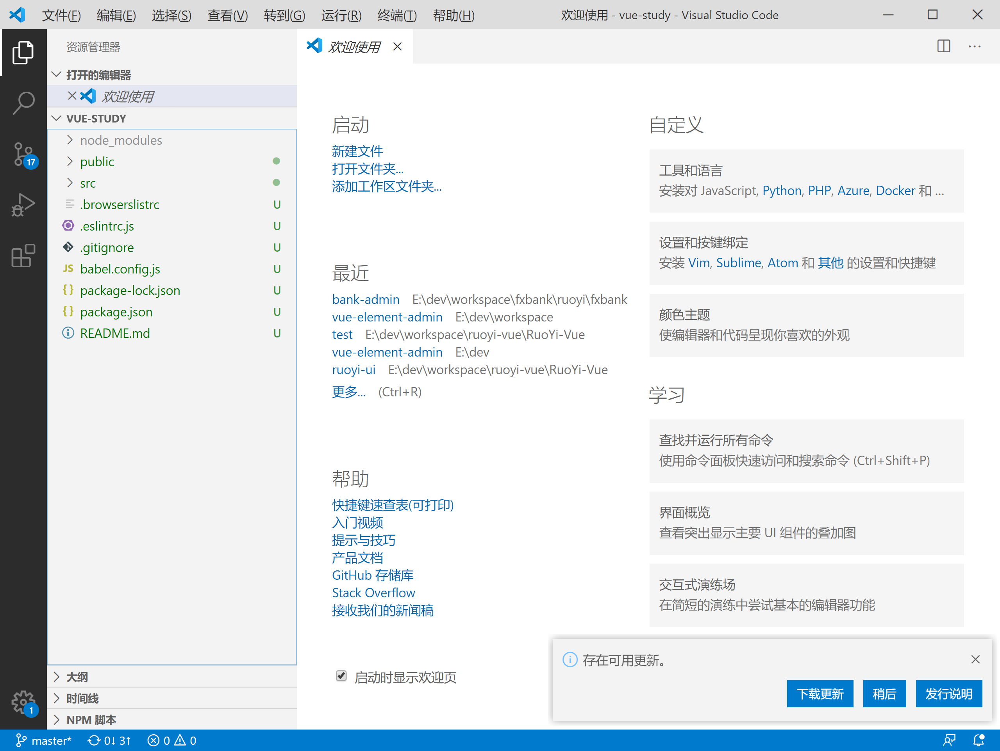 文件(F) 编辑(E) 选择(S) 查看(V) 转到(G) 运行(R) 终端(T) 帮助(H) 欢迎使用 - vue-study - Visual Studio Code
资源管理器
打开的编辑器
欢迎使用
VUE-STUDY
node_modules
public
src
.browserslistrc U
.eslintrc.js U
.gitignore U
JS babel.config.js U
{ } package-lock.json U
{ } package.json U
README.md U
大纲
时间线
NPM 脚本
17
1
欢迎使用
启动
新建文件
打开文件夹...
添加工作区文件夹...
最近
bank-admin E:\dev\workspace\fxbank\ruoyi\fxbank
vue-element-admin E:\dev\workspace
test E:\dev\workspace\ruoyi-vue\RuoYi-Vue
vue-element-admin E:\dev
ruoyi-ui E:\dev\workspace\ruoyi-vue\RuoYi-Vue
更多... (Ctrl+R)
帮助
快捷键速查表(可打印)
入门视频
提示与技巧
产品文档
GitHub 存储库
Stack Overflow
接收我们的新闻稿
启动时显示欢迎页
自定义
工具和语言
安装对 JavaScript, Python, PHP, Azure, Docker 和 ...
设置和按键绑定
安装 Vim, Sublime, Atom 和 其他 的设置和快捷键
颜色主题
使编辑器和代码呈现你喜欢的外观
学习
查找并运行所有命令
使用命令面板快速访问和搜索命令 (Ctrl+Shift+P)
界面概览
查看突出显示主要 UI 组件的叠加图
交互式演练场
在简短的演练中尝试基本的编辑器功能
存在可用更新。
下载更新 稍后 发行说明
master* 0↓ 3↑ 0 0